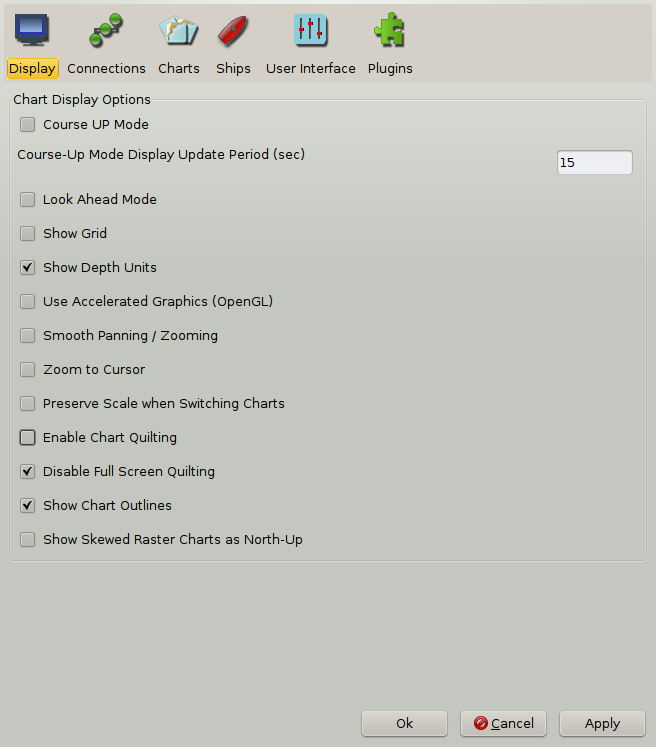 Display Connections Charts Ships User Interface Plugins
Chart Display Options
Course UP Mode
Course-Up Mode Display Update Period (sec) 15
Look Ahead Mode
Show Grid
Show Depth Units
Use Accelerated Graphics (OpenGL)
Smooth Panning / Zooming
Zoom to Cursor
Preserve Scale when Switching Charts
Enable Chart Quilting
Disable Full Screen Quilting
Show Chart Outlines
Show Skewed Raster Charts as North-Up
Ok Cancel Apply